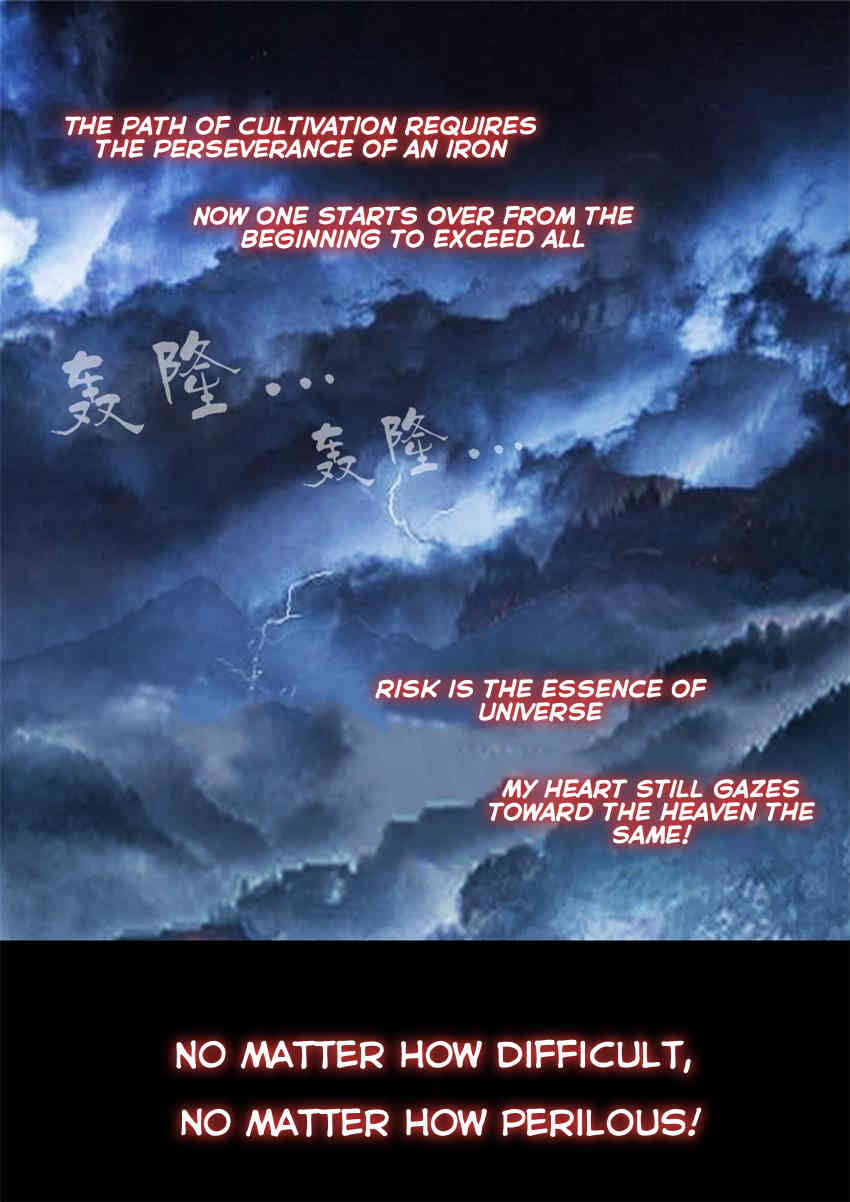 THE PATH OF CULTIVATION REQUIRES
THE PERSEVERANCE OF AN IRON
NOW ONE STARTS OVER FROM THE
BEGINNING TO EXCEED ALL
轰隆...
轰隆...
RISK IS THE ESSENCE OF
UNIVERSE
MY HEART STILL GAZES
TOWARD THE HEAVEN THE
SAME!
NO MATTER HOW DIFFICULT,
NO MATTER HOW PERILOUS!